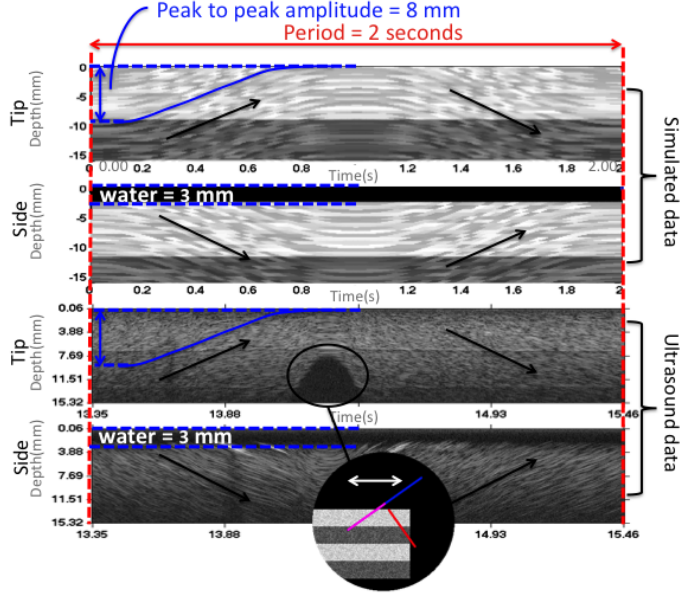 Peak to peak amplitude = 8 mm
Period = 2 seconds
Tip
Depth(mm)
0
-5
-10
-15
0.00
2.00
0 0.2 0.4 0.6 0.8 1 1.2 1.4 1.6 1.8 2
Time(s)
Side
Depth(mm)
0
-5
-10
-15
water = 3 mm
0 0.2 0.4 0.6 0.8 1 1.2 1.4 1.6 1.8 2
Time(s)
Simulated data
Tip
Depth(mm)
0.06
3.88
7.69
11.51
15.32
13.35 13.88 14.93 15.46
Time(s)
Side
Depth(mm)
0.06
3.88
7.69
11.51
15.32
water = 3 mm
13.35 13.88 14.93 15.46
Ultrasound data